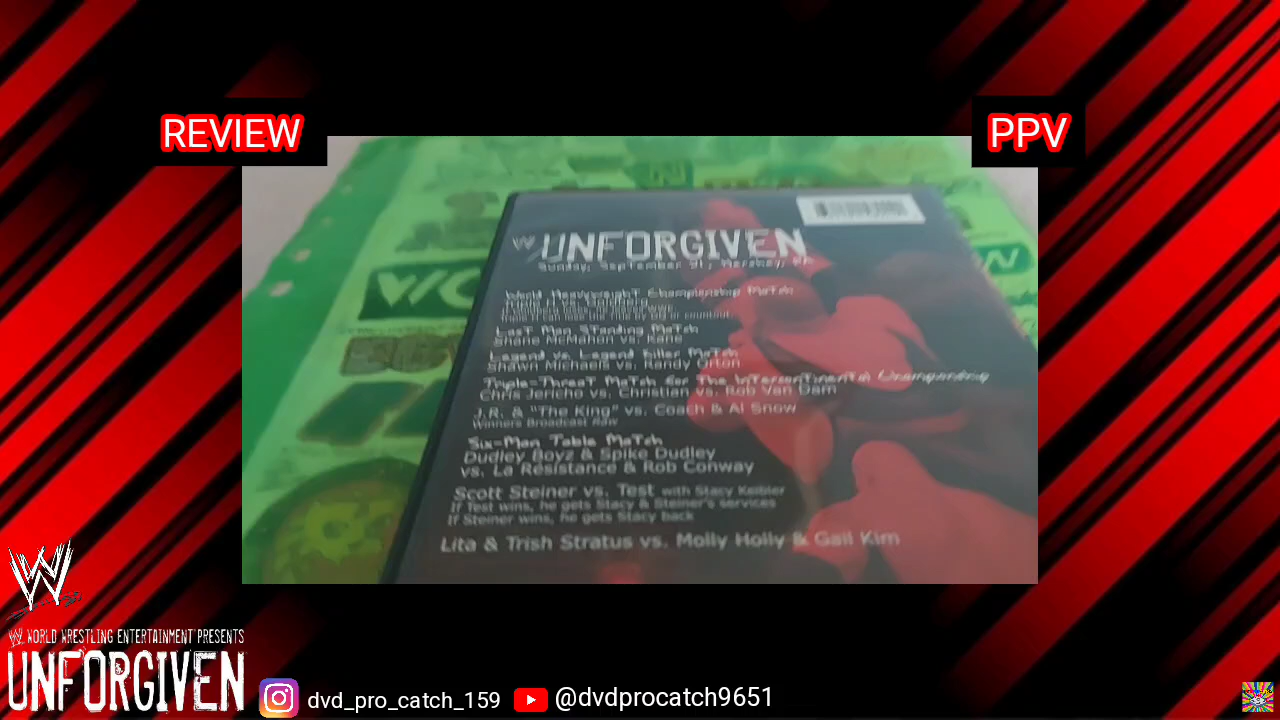 REVIEW
PPV
W UNFORGIVEN
Sunday, September 21, Hershey, PA
World Heavyweight Championship Match
Triple H vs. Goldberg
Last Man Standing Match
Shane McMahon vs. Kane
Legend vs. Legend Killer Match
Shawn Michaels vs. Randy Orton
Triple-Threat Match for The Intercontinental Championship
Chris Jericho vs. Christian vs. Rob Van Dam
J.R. & "The King" vs. Coach & Al Snow
Winners Broadcast Raw
Six-Man Table Match
Dudley Boyz & Spike Dudley
vs. La Résistance & Rob Conway
Scott Steiner vs. Test with Stacy Keibler
If Test wins, he gets Stacy & Steiner's services
If Steiner wins, he gets Stacy back
Lita & Trish Stratus vs. Molly Holly & Gail Kim
W
W WORLD WRESTLING ENTERTAINMENT PRESENTS
UNFORGIVEN
dvd_pro_catch_159
@dvdprocatch9651